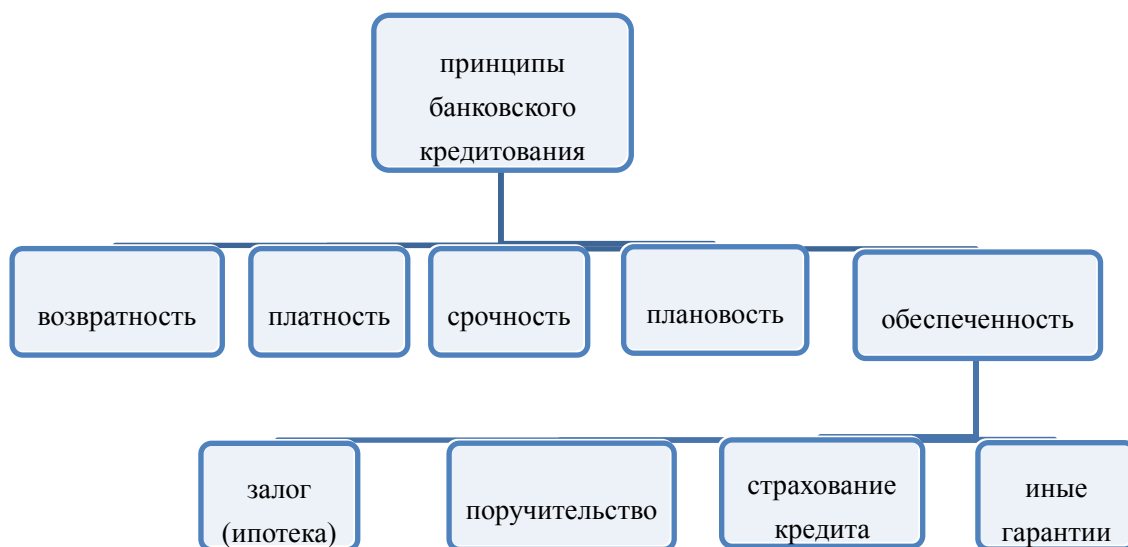 принципы
банковского
кредитования
возвратность
платность
срочность
плановость
обеспеченность
залог
(ипотека)
поручительство
страхование
кредита
иные
гарантии